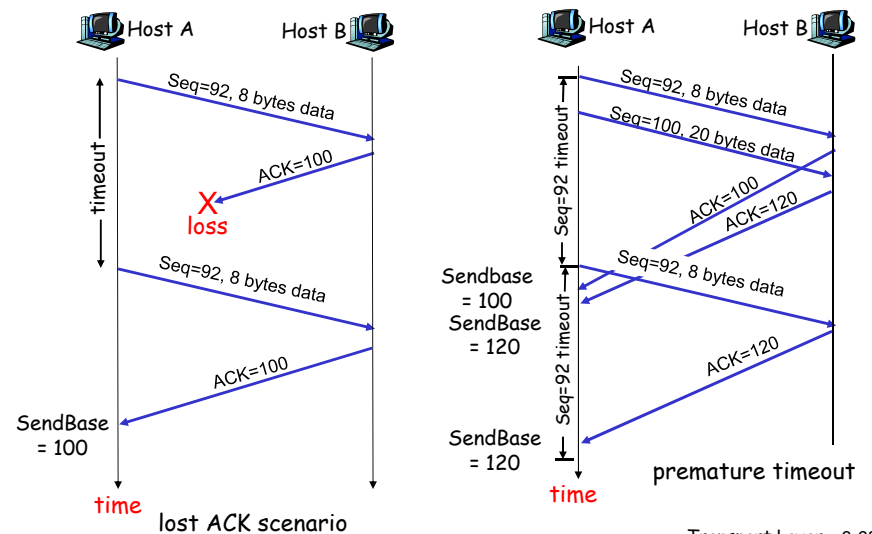 Host A
Host B
Seq=92, 8 bytes data
ACK=100
timeout
X
loss
Seq=92, 8 bytes data
ACK=100
SendBase
= 100
time
lost ACK scenario
Host A
Host B
Seq=92, 8 bytes data
Seq=100, 20 bytes data
Seq=92 timeout
ACK=100
ACK=120
Seq=92, 8 bytes data
Sendbase
= 100
SendBase
= 120
Seq=92 timeout
ACK=120
SendBase
= 120
time
premature timeout